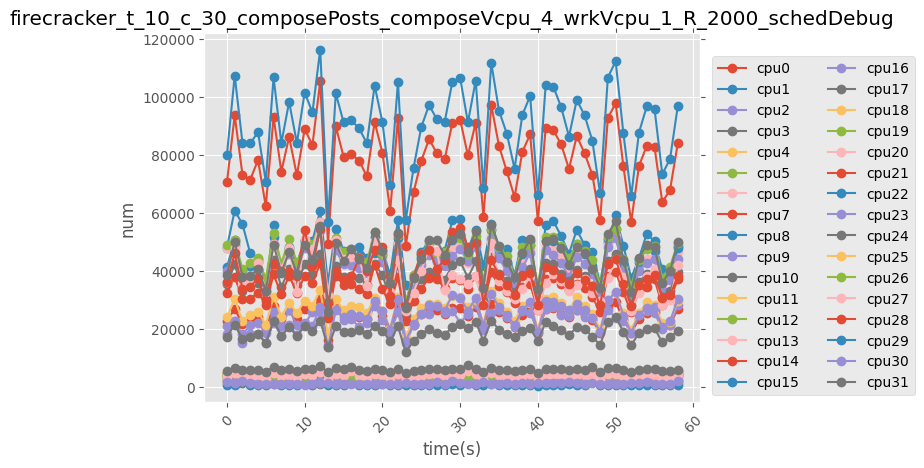 firecracker_t_10_c_30_composePosts_composeVcpu_4_wrkVcpu_1_R_2000_schedDebug
120000
100000
80000
60000
40000
20000
0
num
0
10
20
30
40
50
60
time(s)
cpu0
cpu1
cpu2
cpu3
cpu4
cpu5
cpu6
cpu7
cpu8
cpu9
cpu10
cpu11
cpu12
cpu13
cpu14
cpu15
cpu16
cpu17
cpu18
cpu19
cpu20
cpu21
cpu22
cpu23
cpu24
cpu25
cpu26
cpu27
cpu28
cpu29
cpu30
cpu31